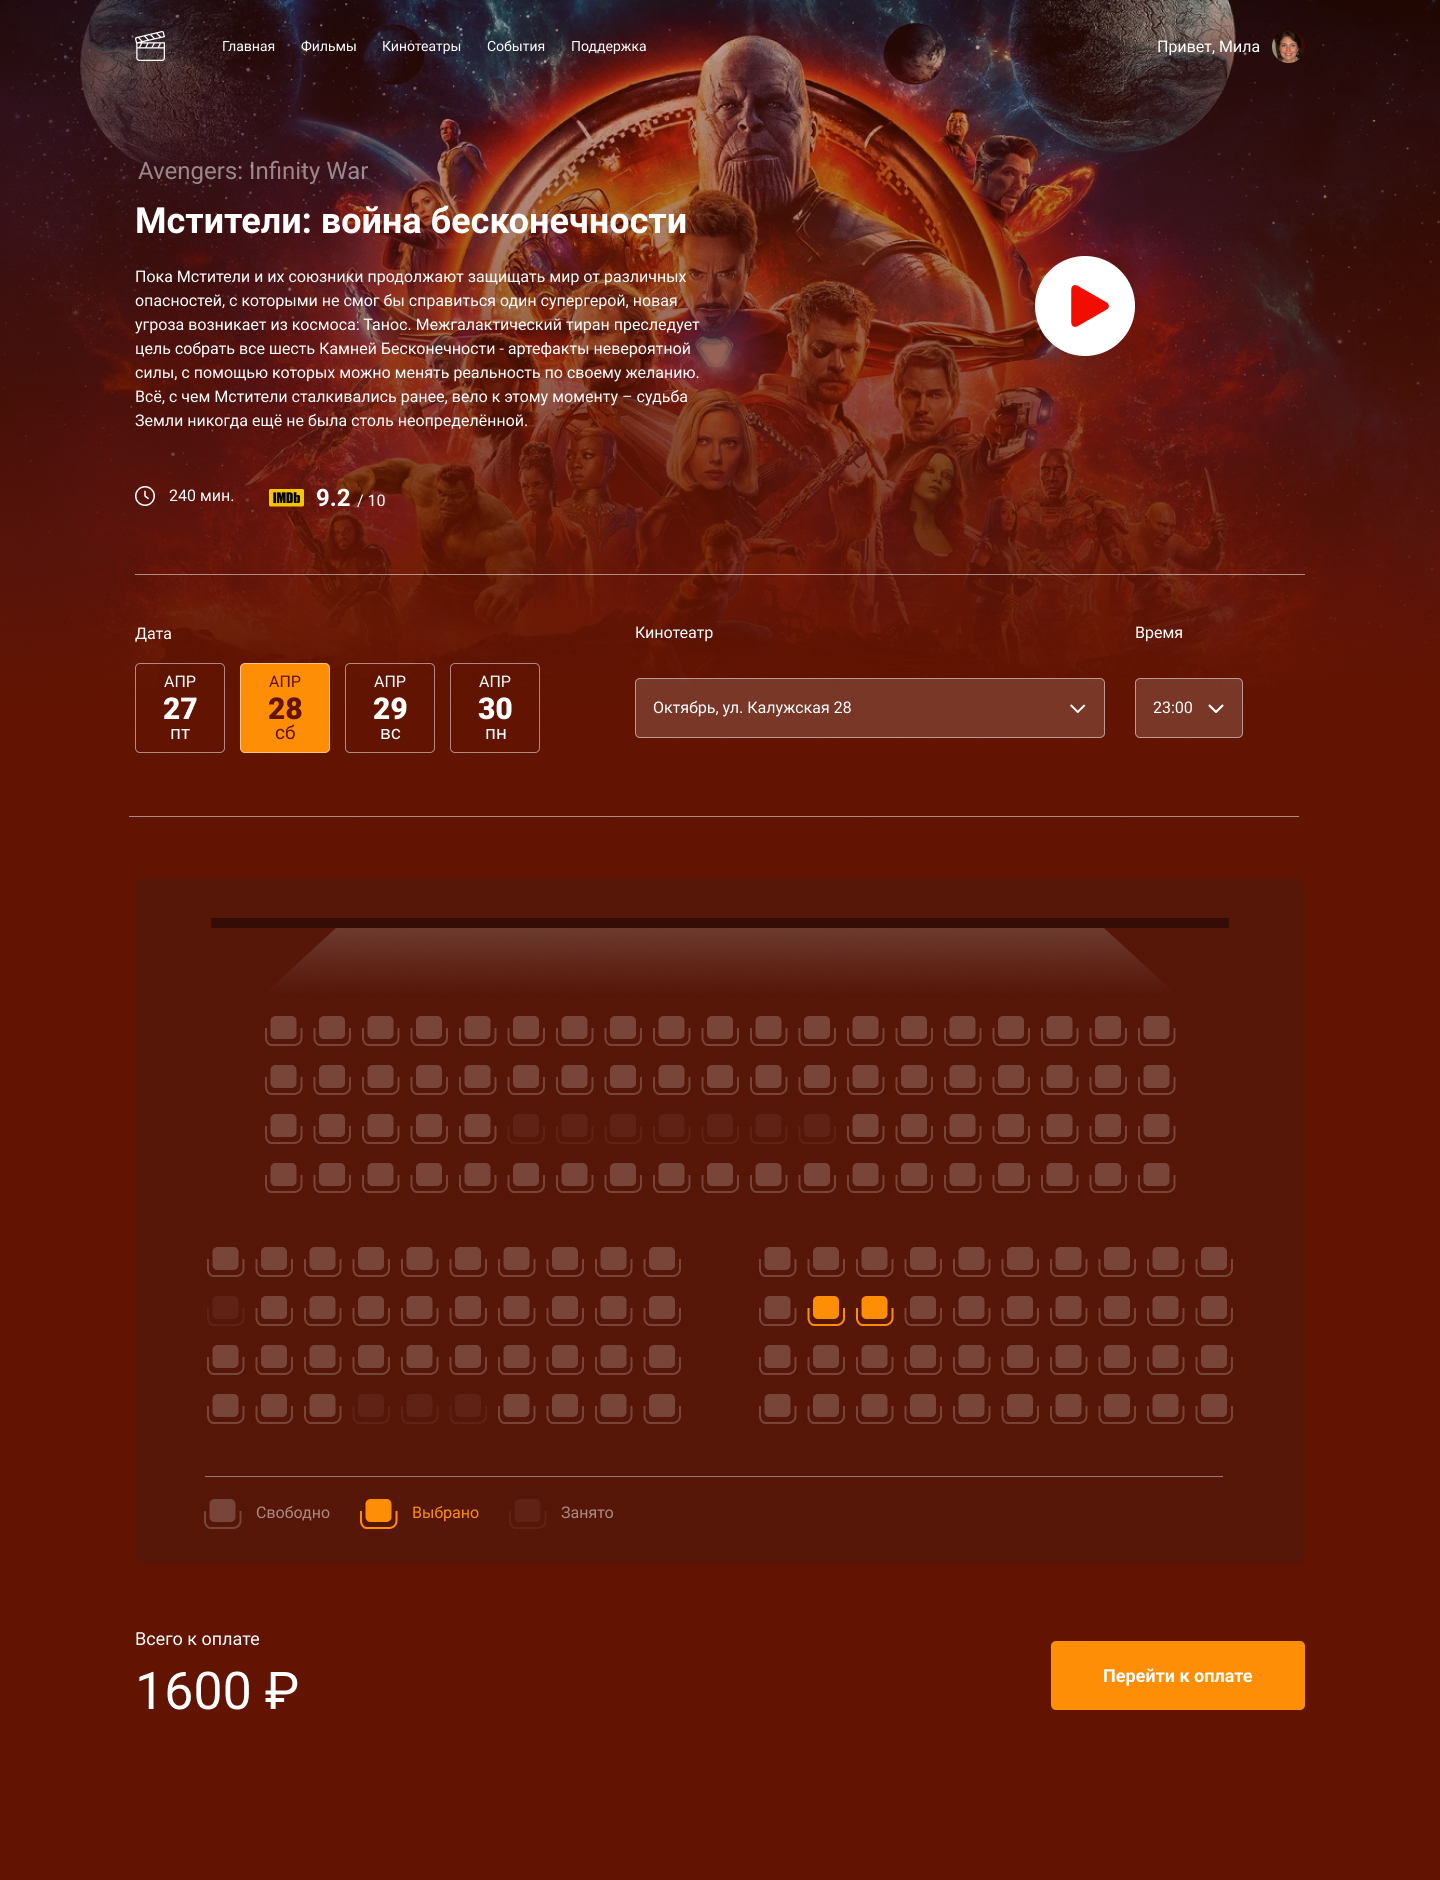 Главная Фильмы Кинотеатры События Поддержка Привет, Мила
Avengers: Infinity War
Мстители: война бесконечности
Пока Мстители и их союзники продолжают защищать мир от различных
опасностей, с которыми не смог бы справиться один супергерой, новая
угроза возникает из космоса: Танос. Межгалактический тиран преследует
цель собрать все шесть Камней Бесконечности - артефакты невероятной
силы, с помощью которых можно менять реальность по своему желанию.
Всё, с чем Мстители сталкивались ранее, вело к этому моменту – судьба
Земли никогда ещё не была столь неопределённой.
240 мин. IMDb 9.2 / 10
Дата
АПР
27
пт
АПР
28
сб
АПР
29
вс
АПР
30
пн
Кинотеатр
Октябрь, ул. Калужская 28
Время
23:00
Свободно Выбрано Занято
Всего к оплате
1600 ₽
Перейти к оплате